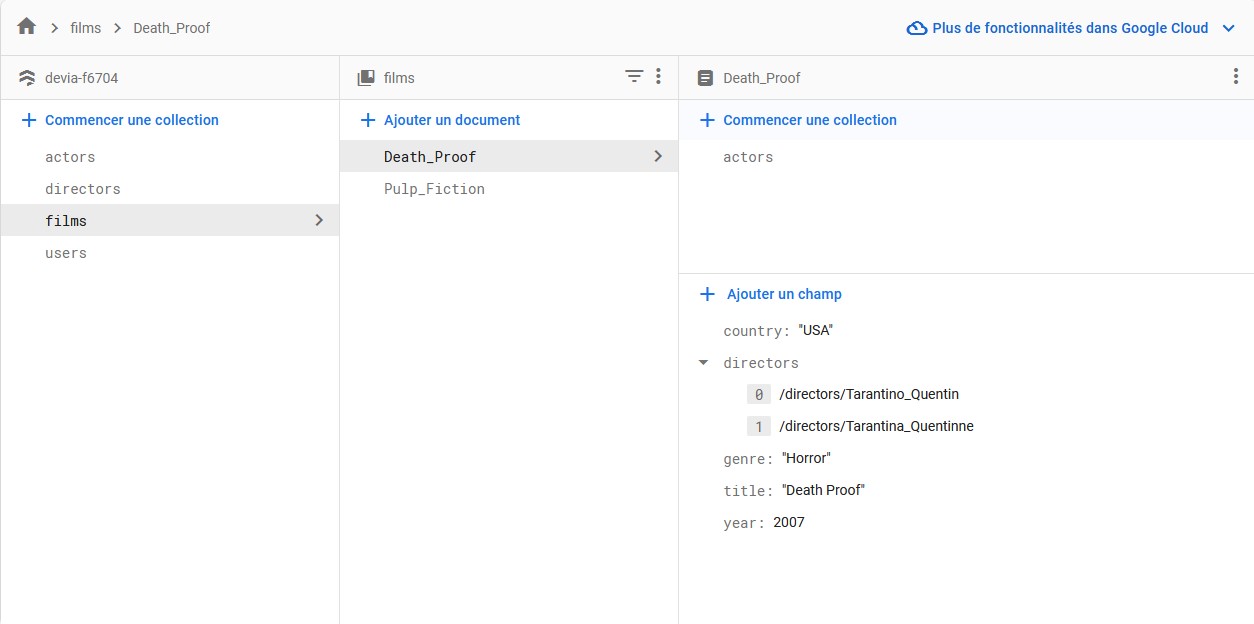 films > Death_Proof
Plus de fonctionnalités dans Google Cloud
devia-f6704
films
Death_Proof
Commencer une collection
Ajouter un document
Commencer une collection
actors
directors
films
users
Death_Proof
Pulp_Fiction
actors
Ajouter un champ
country: "USA"
directors
0 /directors/Tarantino_Quentin
1 /directors/Tarantina_Quentinne
genre: "Horror"
title: "Death Proof"
year: 2007